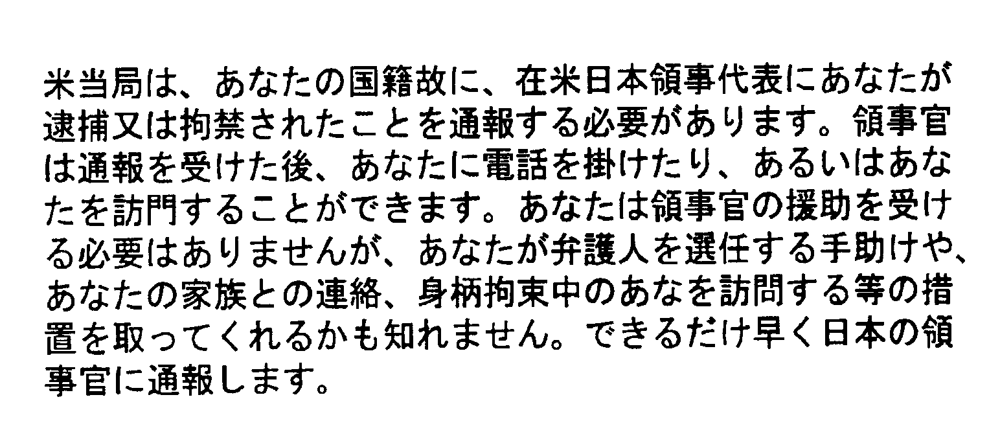 米当局は、あなたの国籍故に、在米日本領事代表にあなたが
逮捕又は拘禁されたことを通報する必要があります。領事官
は通報を受けた後、あなたに電話を掛けたり、あるいはあな
たを訪門することができます。あなたは領事官の援助を受け
る必要はありませんが、あなたが弁護人を選任する手助けや、
あなたの家族との連絡、身柄拘束中のあなを訪問する等の措
置を取ってくれるかも知れません。できるだけ早く日本の領
事官に通報します。